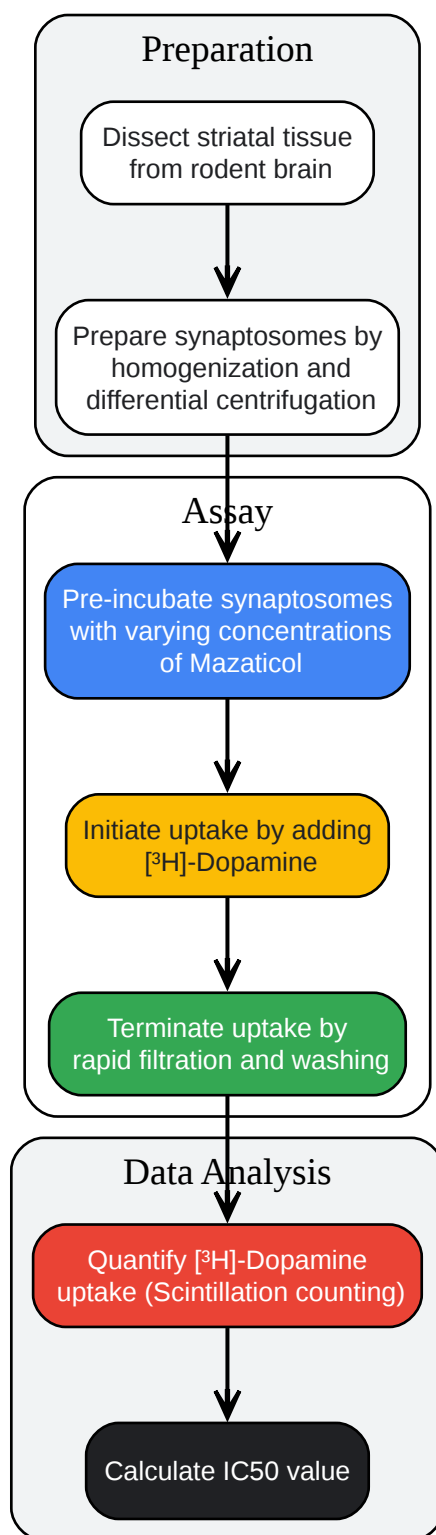 Preparation
Dissect striatal tissue
from rodent brain
Prepare synaptosomes by
homogenization and
differential centrifugation
Assay
Pre-incubate synaptosomes
with varying concentrations
of Mazaticol
Initiate uptake by adding
[³H]-Dopamine
Terminate uptake by
rapid filtration and washing
Data Analysis
Quantify [³H]-Dopamine
uptake (Scintillation counting)
Calculate IC50 value